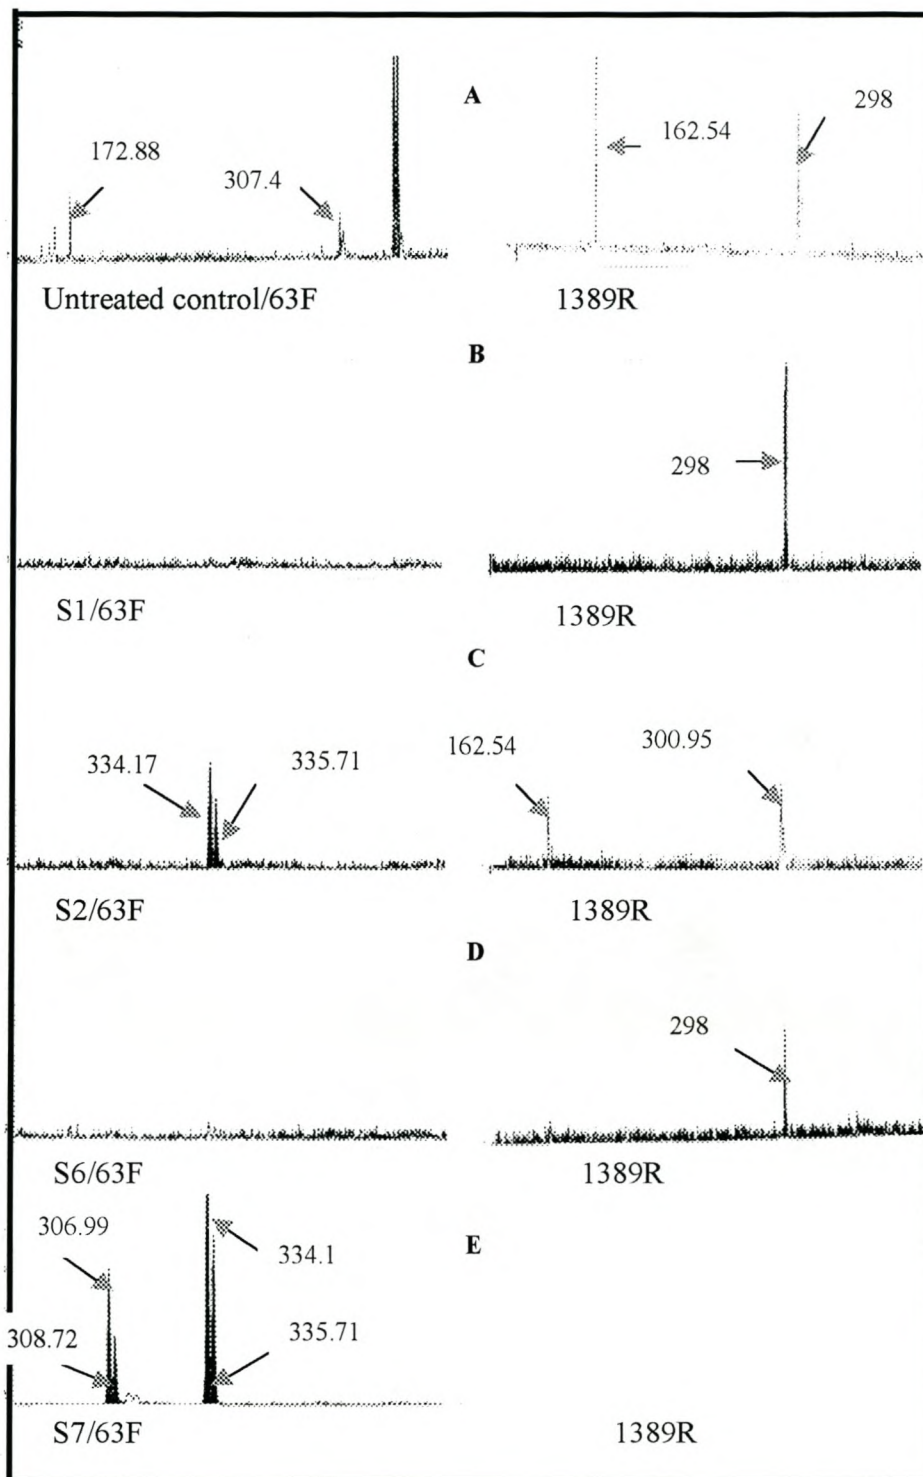 A
172.88
307.4
162.54
298
Untreated control/63F
1389R
B
298
S1/63F
1389R
C
334.17
335.71
162.54
300.95
S2/63F
1389R
D
298
S6/63F
1389R
E
306.99
334.1
308.72
335.71
S7/63F
1389R